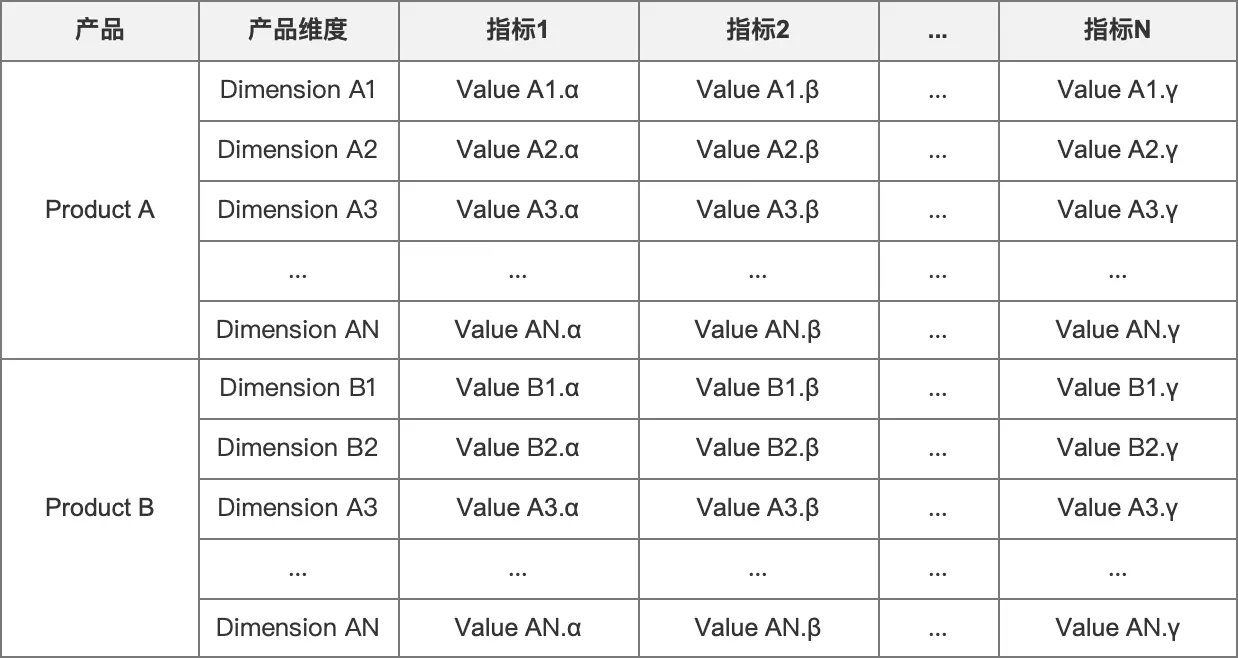 产品 产品维度 指标1 指标2 ... 指标N
Dimension A1 Value A1.α Value A1.β ... Value A1.γ
Dimension A2 Value A2.α Value A2.β ... Value A2.γ
Product A Dimension A3 Value A3.α Value A3.β ... Value A3.γ
... ... ... ... ...
Dimension AN Value AN.α Value AN.β ... Value AN.γ
Dimension B1 Value B1.α Value B1.β ... Value B1.γ
Dimension B2 Value B2.α Value B2.β ... Value B2.γ
Product B Dimension A3 Value A3.α Value A3.β ... Value A3.γ
... ... ... ... ...
Dimension AN Value AN.α Value AN.β ... Value AN.γ